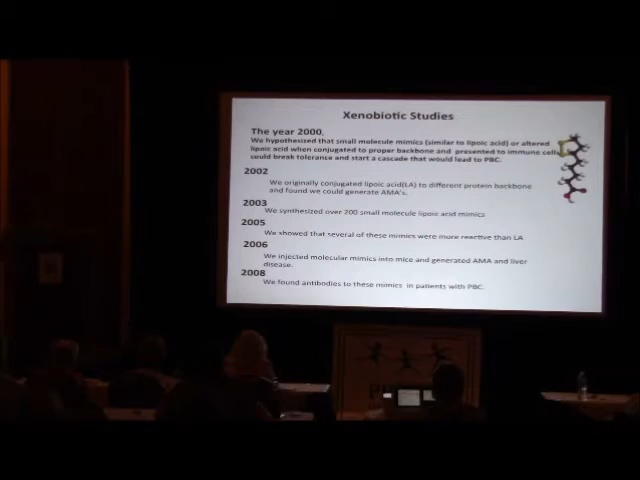 Xenobiotic Studies
The year 2000,
We hypothesized that small molecule mimics (similar to lipoic acid) or altered
lipoic acid when conjugated to proper backbone and presented to immune cells
could break tolerance and start a cascade that would lead to PBC.
2002
We originally conjugated lipoic acid(LA) to different protein backbone
and found we could generate AMA's.
2003
We synthesized over 200 small molecule lipoic acid mimics
2005
We showed that several of these mimics were more reactive than LA
2006
We injected molecular mimics into mice and generated AMA and liver
disease.
2008
We found antibodies to these mimics in patients with PBC.